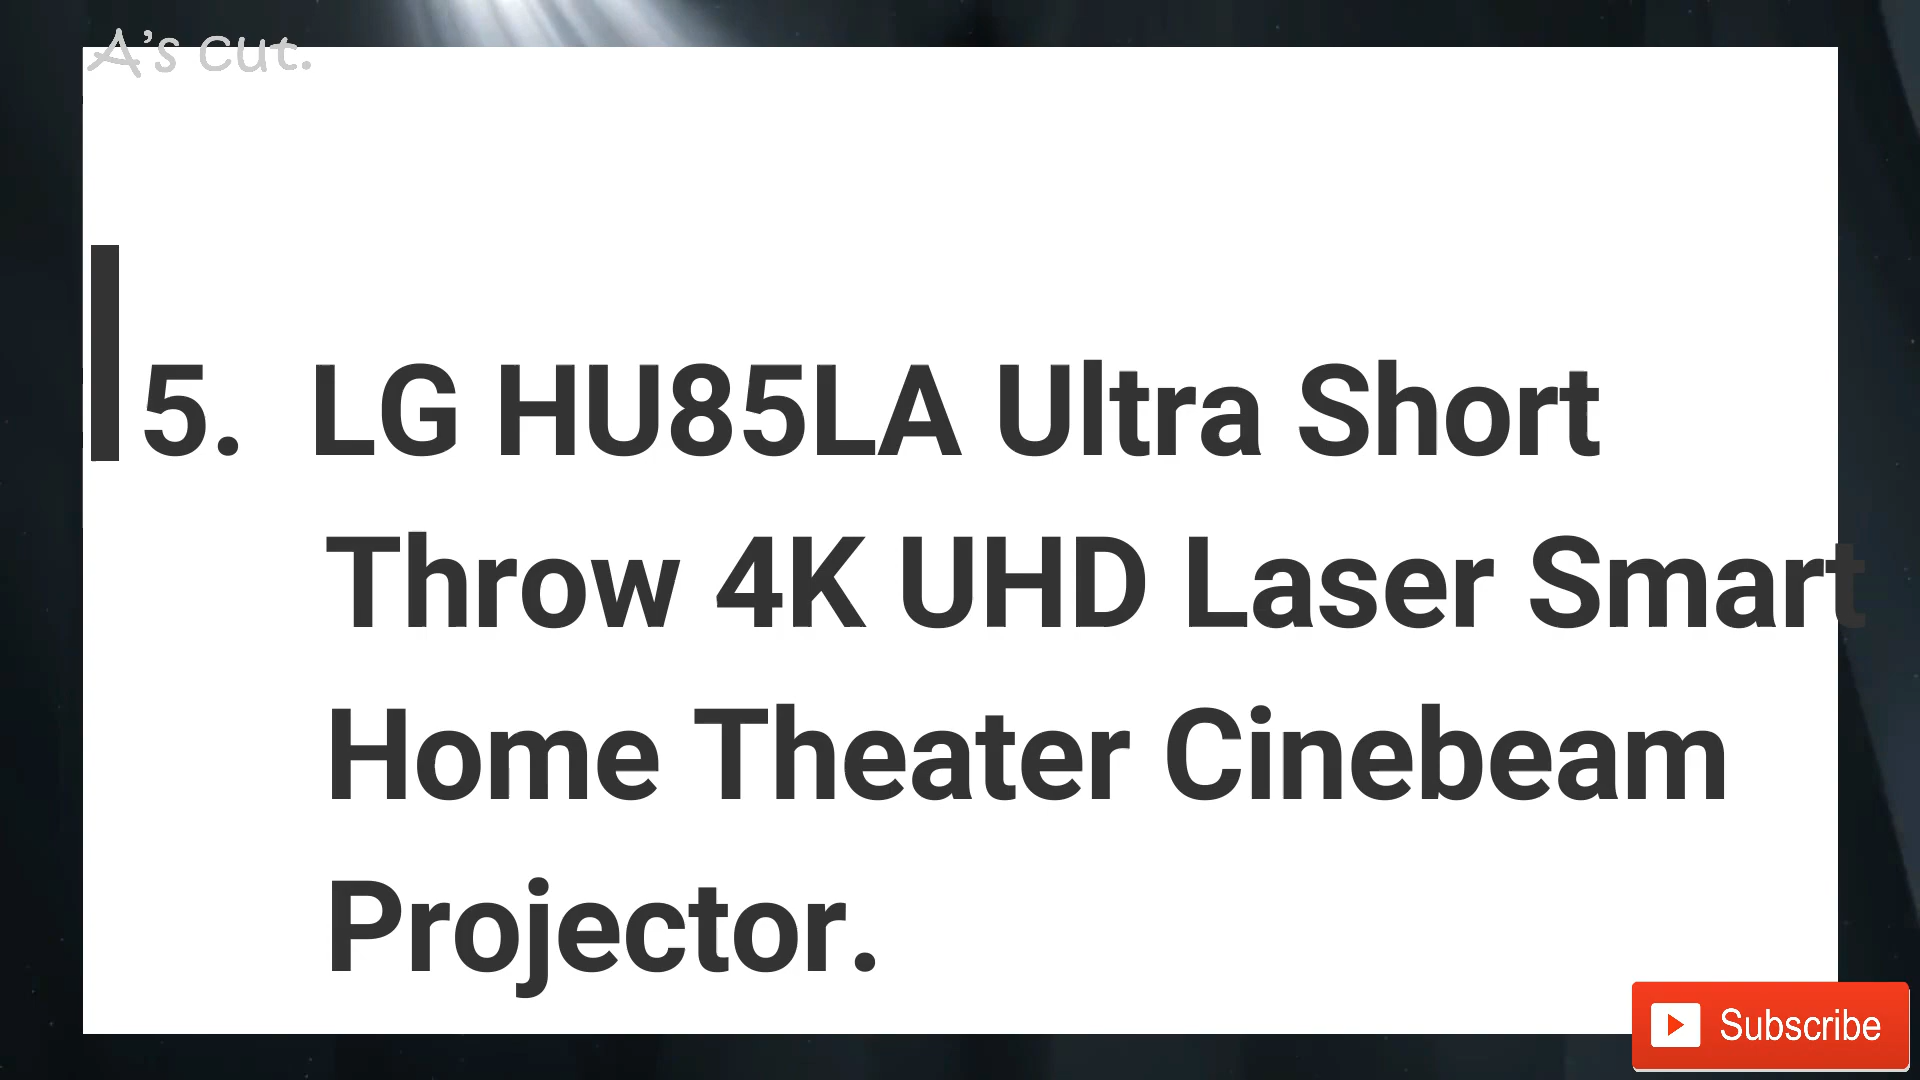 A's cut.
5. LG HU85LA Ultra Short
Throw 4K UHD Laser Smart
Home Theater Cinebeam
Projector.
Subscribe